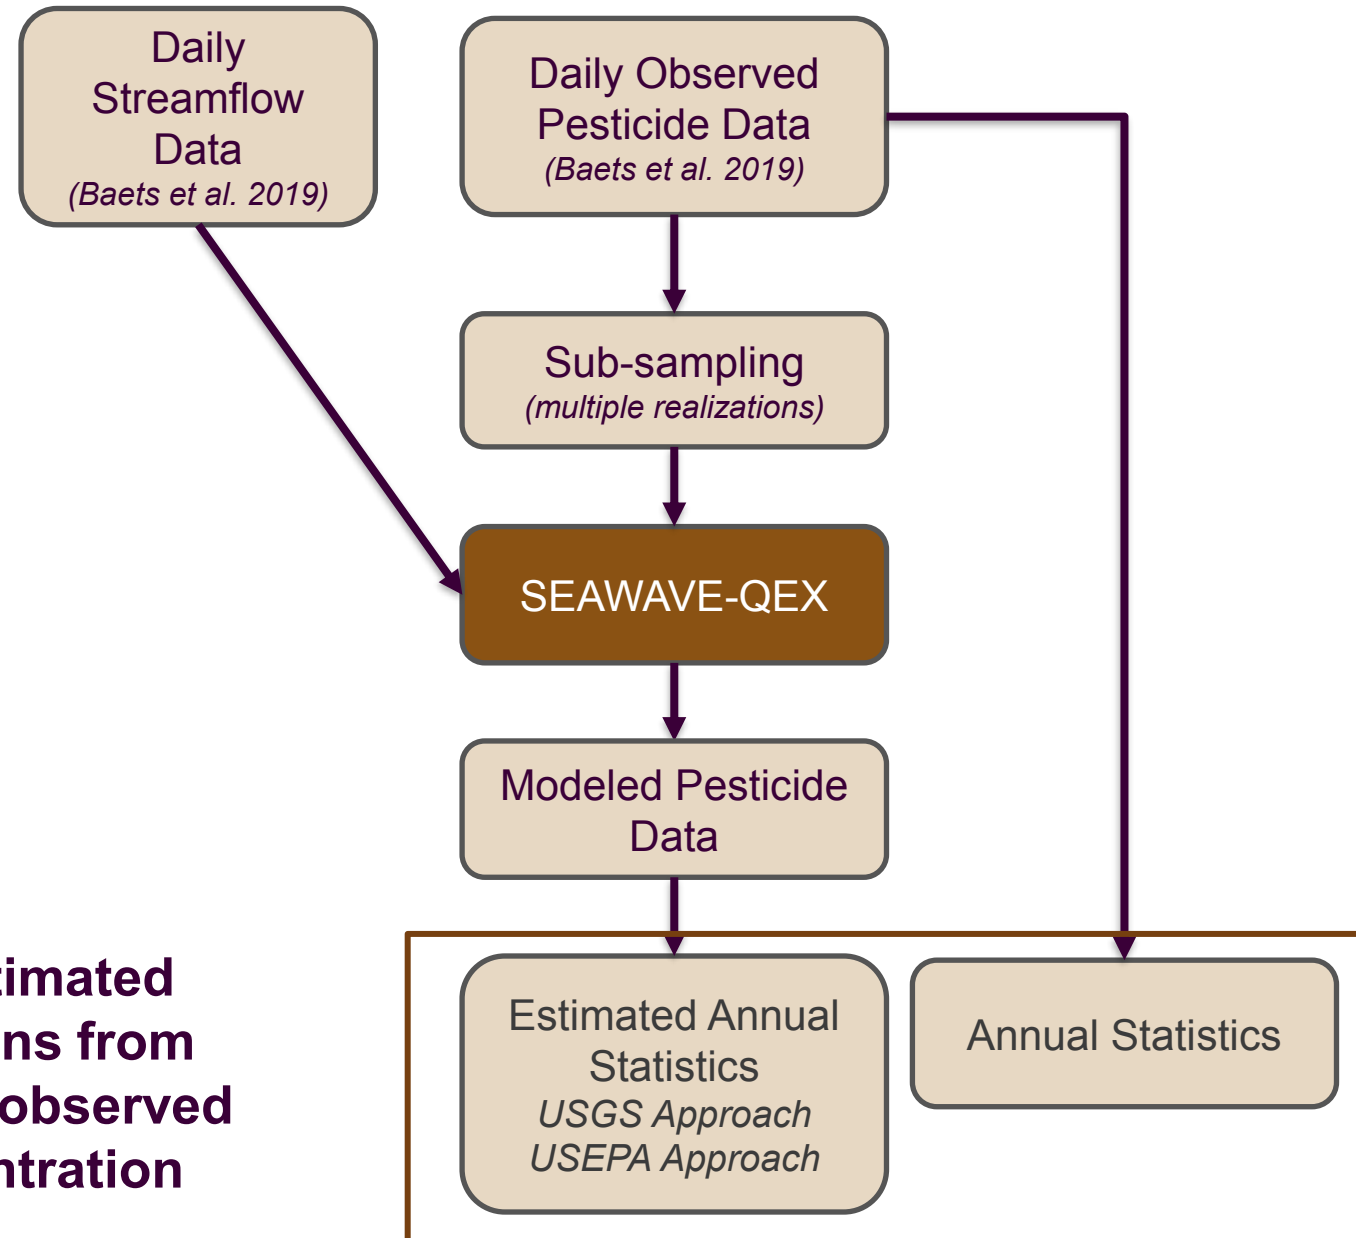 Daily
Streamflow
Data
(Baets et al. 2019)
Daily Observed
Pesticide Data
(Baets et al. 2019)
Sub-sampling
(multiple realizations)
SEAWAVE-QEX
Modeled Pesticide
Data
Estimated Annual
Statistics
USGS Approach
USEPA Approach
Annual Statistics
timated
ns from
observed
ntration